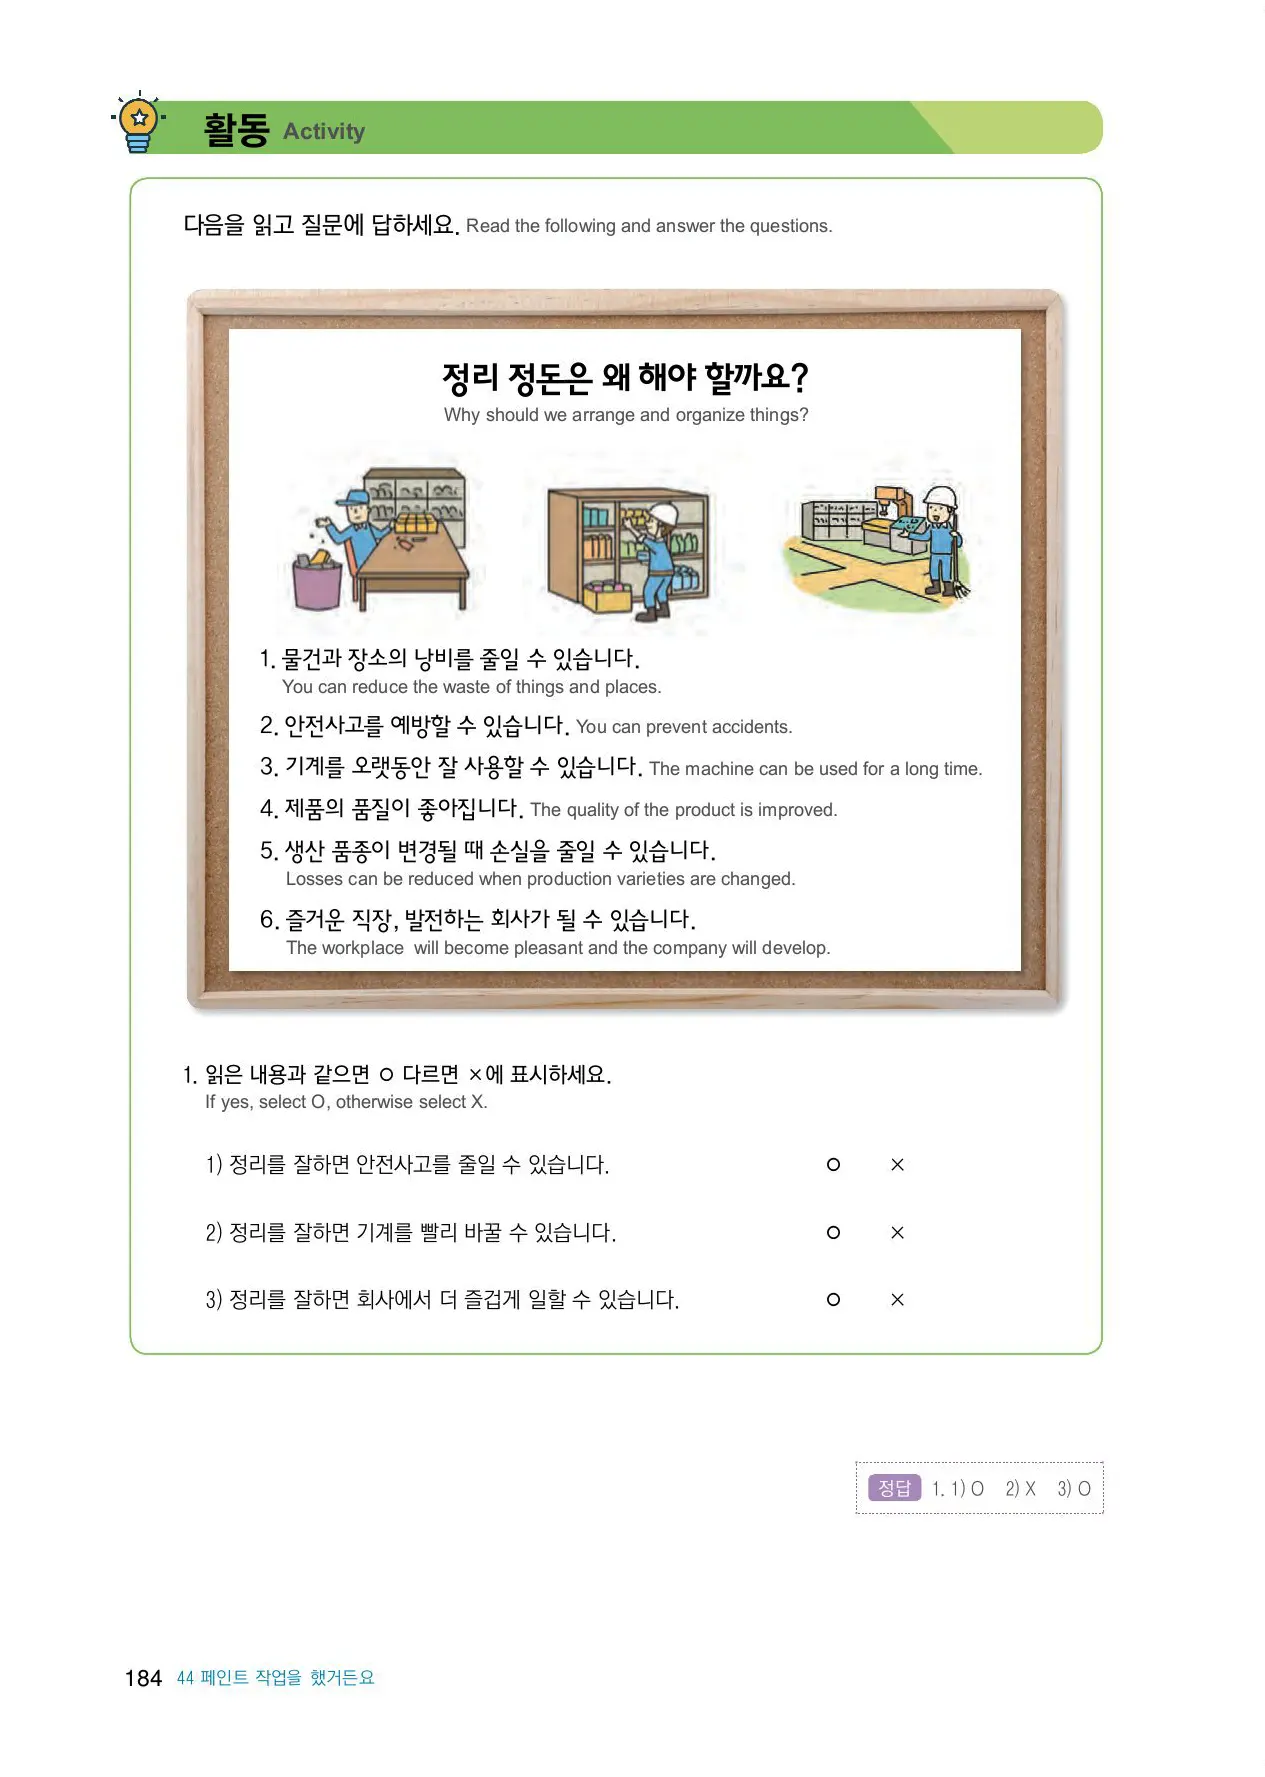 활동 Activity
다음을 읽고 질문에 답하세요. Read the following and answer the questions.
정리 정돈은 왜 해야 할까요?
Why should we arrange and organize things?
1. 물건과 장소의 낭비를 줄일 수 있습니다.
You can reduce the waste of things and places.
2. 안전사고를 예방할 수 있습니다. You can prevent accidents.
3. 기계를 오랫동안 잘 사용할 수 있습니다. The machine can be used for a long time.
4. 제품의 품질이 좋아집니다. The quality of the product is improved.
5. 생산 품종이 변경될 때 손실을 줄일 수 있습니다.
Losses can be reduced when production varieties are changed.
6. 즐거운 직장, 발전하는 회사가 될 수 있습니다.
The workplace will become pleasant and the company will develop.
1. 읽은 내용과 같으면 ㅇ 다르면 ×에 표시하세요.
If yes, select O, otherwise select X.
1) 정리를 잘하면 안전사고를 줄일 수 있습니다. ㅇ ×
2) 정리를 잘하면 기계를 빨리 바꿀 수 있습니다. ㅇ ×
3) 정리를 잘하면 회사에서 더 즐겁게 일할 수 있습니다. ㅇ ×
정답 1. 1) O 2) X 3) O
184 44 페인트 작업을 했거든요